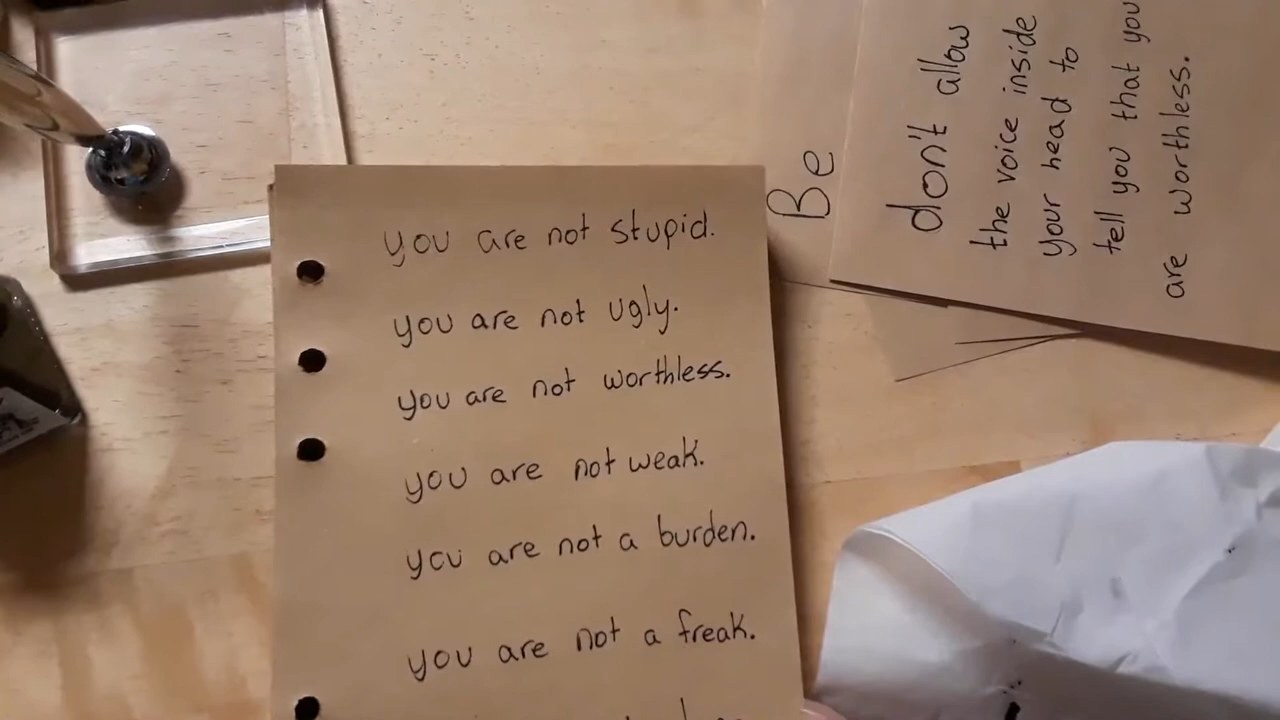 you are not stupid.
you are not ugly.
you are not worthless.
you are not weak.
you are not a burden.
you are not a freak.
Be
don't allow
the voice inside
your head to
tell you that you
are worthless.